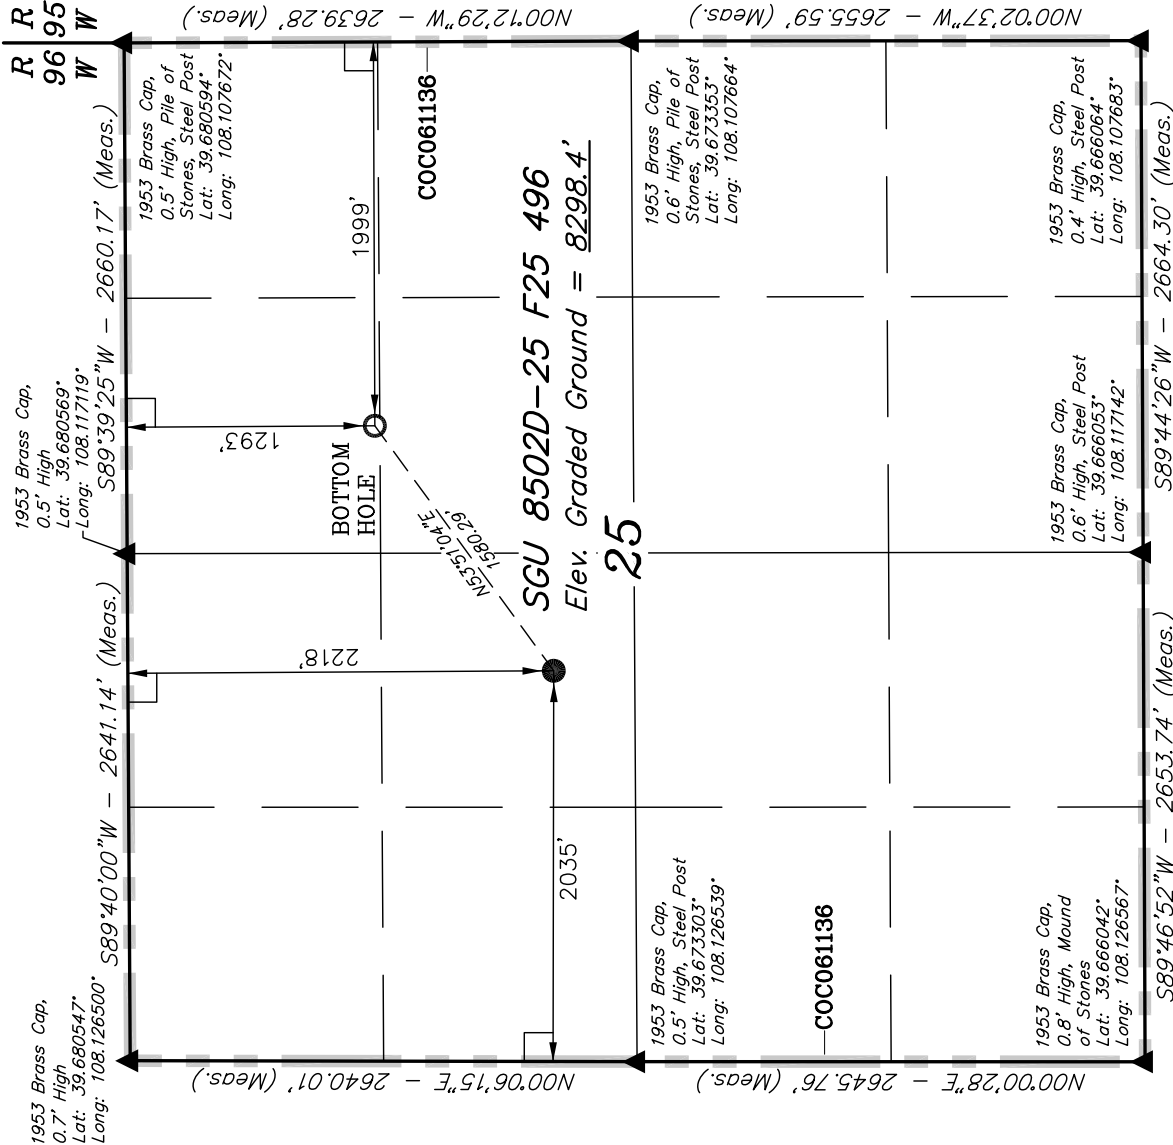 R R
96 95
W W
N00°12'29"W - 2639.28' (Meas.)
N00°02'37"W - 2655.59' (Meas.)
1953 Brass Cap,
0.7' High
Lat: 39.680547°
Long: 108.126500°
S89°40'00"W - 2641.14' (Meas.)
1953 Brass Cap,
0.5' High
Lat: 39.680569°
Long: 108.117119°
S89°39'25"W - 2660.17' (Meas.)
1953 Brass Cap,
0.5' High, Pile of
Stones, Steel Post
Lat: 39.680594°
Long: 108.107672°
1293'
1999'
COC061136
BOTTOM
HOLE
N53°51'04"E
1580.29'
2218'
2035'
SGU 8502D-25 F25 496
Elev. Graded Ground = 8298.4'
25
1953 Brass Cap,
0.6' High, Pile of
Stones, Steel Post
Lat: 39.673353°
Long: 108.107664°
1953 Brass Cap,
0.5' High, Steel Post
Lat: 39.673303°
Long: 108.126539°
COC061136
1953 Brass Cap,
0.8' High, Mound
of Stones
Lat: 39.666042°
Long: 108.126567°
1953 Brass Cap,
0.6' High, Steel Post
Lat: 39.666053°
Long: 108.117142°
1953 Brass Cap,
0.4' High, Steel Post
Lat: 39.666064°
Long: 108.107683°
N00°06'15"E - 2640.01' (Meas.)
N00°00'28"E - 2645.76' (Meas.)
S89°46'52"W - 2653.74' (Meas.)
S89°44'26"W - 2664.30' (Meas.)